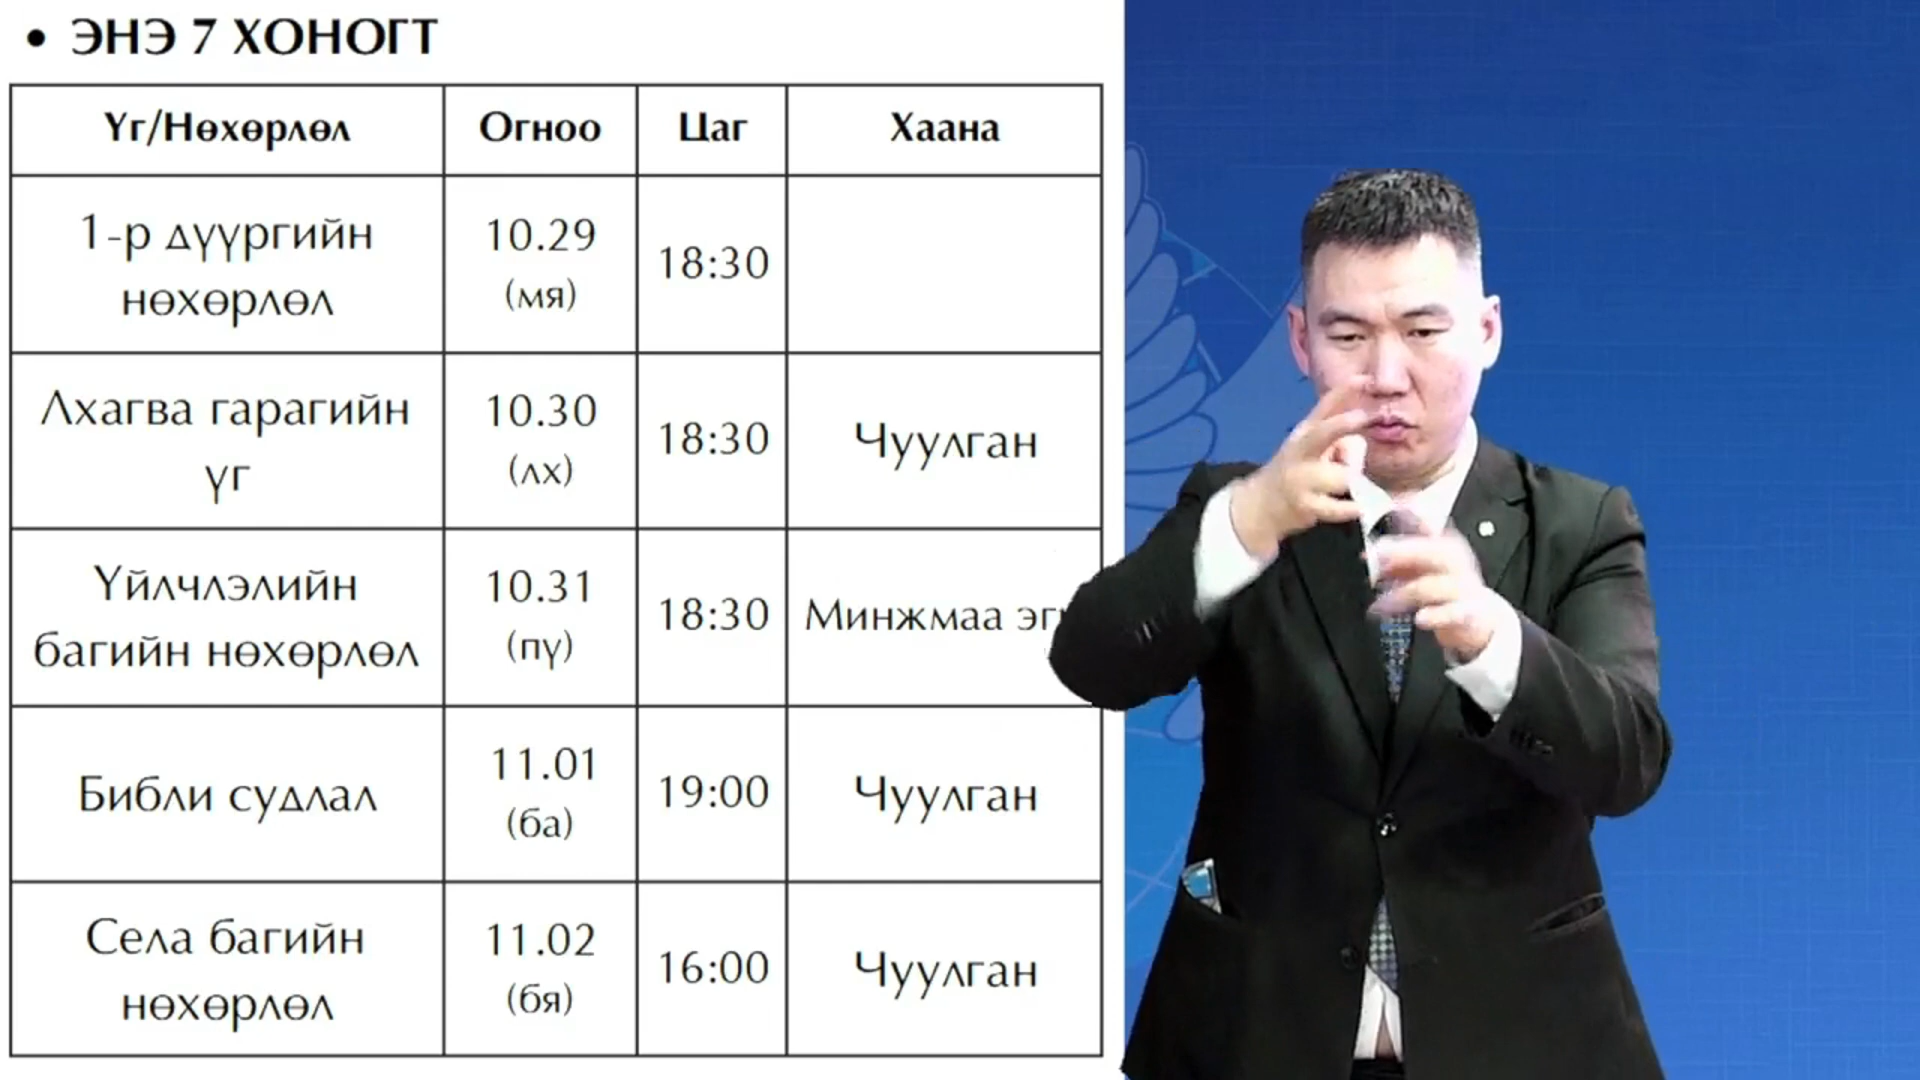 • ЭНЭ 7 ХОНОГТ
Үг/Нөхөрлөл Огноо Цаг Хаана
1-р дүүргийн
нөхөрлөл
10.29
(мя)
18:30
Лхагва гарагийн
үг
10.30
(лх)
18:30
Чуулган
Үйлчлэлийн
багийн нөхөрлөл
10.31
(пү)
18:30
Минжмаа
Библи судлал
11.01
(ба)
19:00
Чуулган
Села багийн
нөхөрлөл
11.02
(бя)
16:00
Чуулган